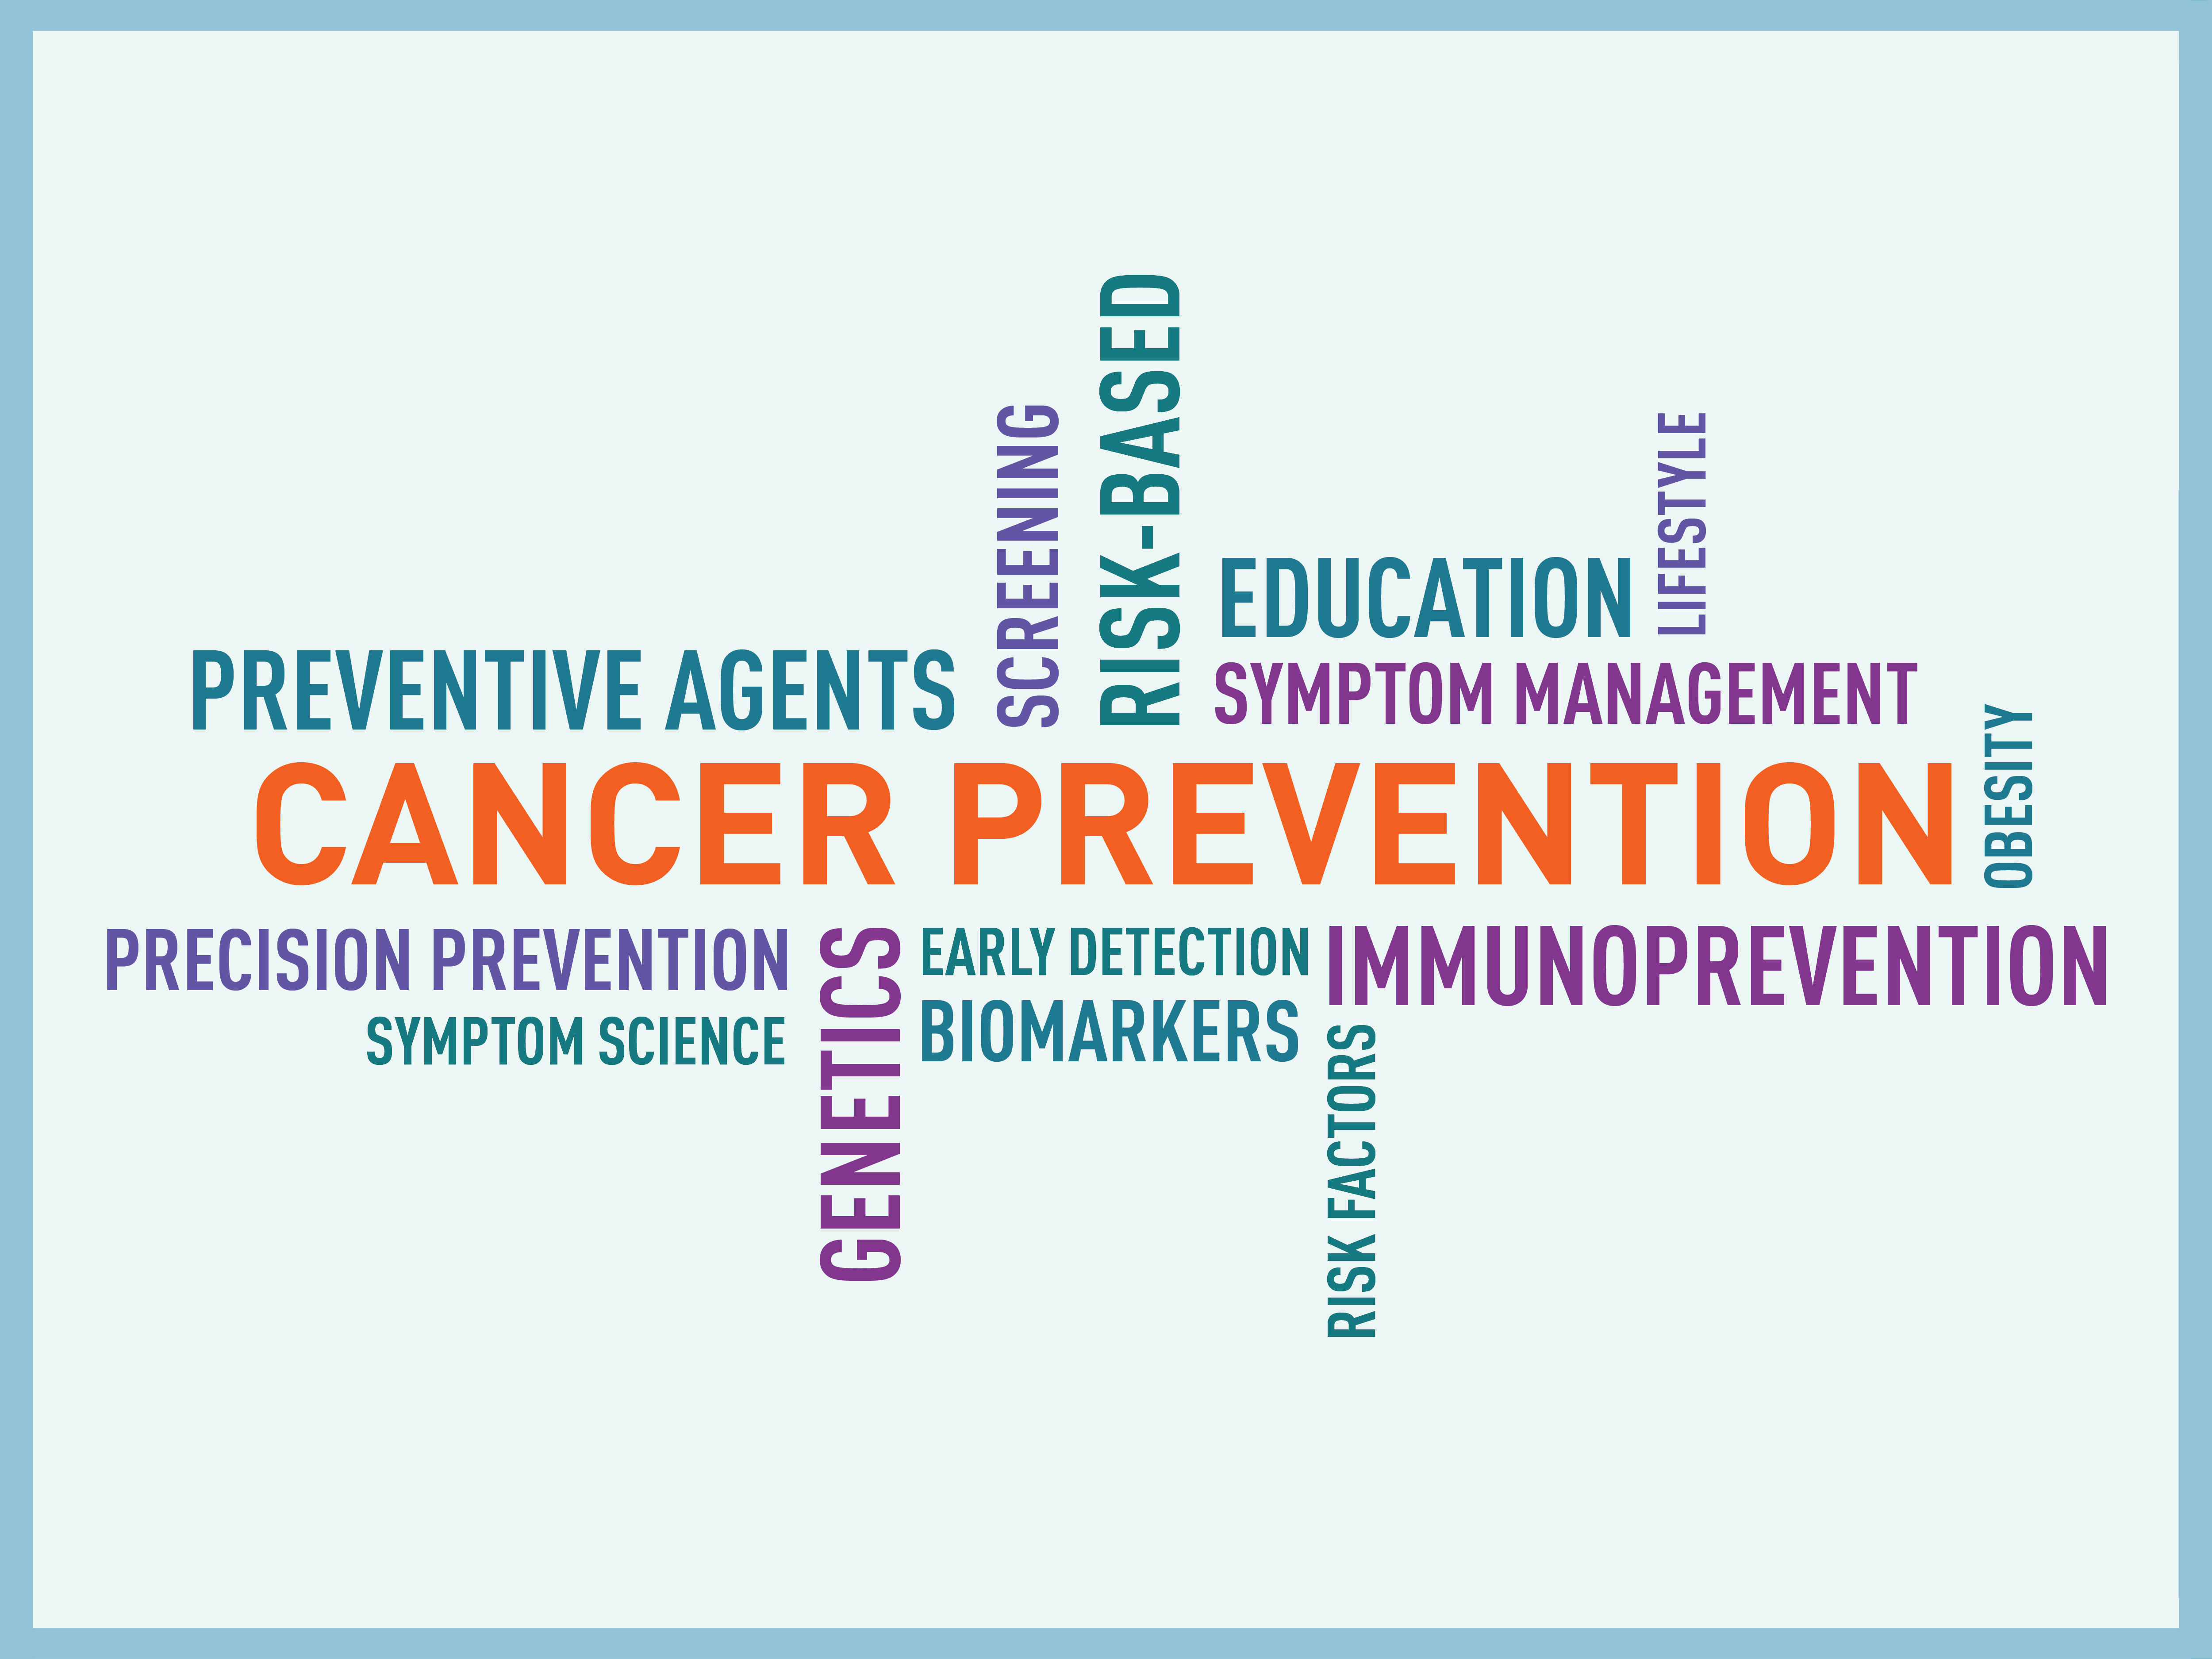 RISK-BASED
SCREENING
LIFESTYLE
EDUCATION
PREVENTIVE AGENTS
SYMPTOM MANAGEMENT
OBESITY
CANCER PREVENTION
PRECISION PREVENTION
GENETICS
EARLY DETECTION
IMMUNOPREVENTION
BIOMARKERS
SYMPTOM SCIENCE
RISK FACTORS